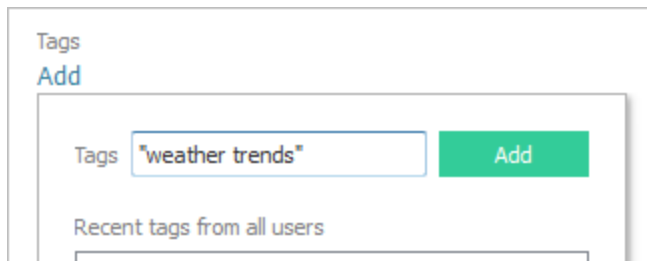 Tags
Add
Tags "weather trends" Add
Recent tags from all users